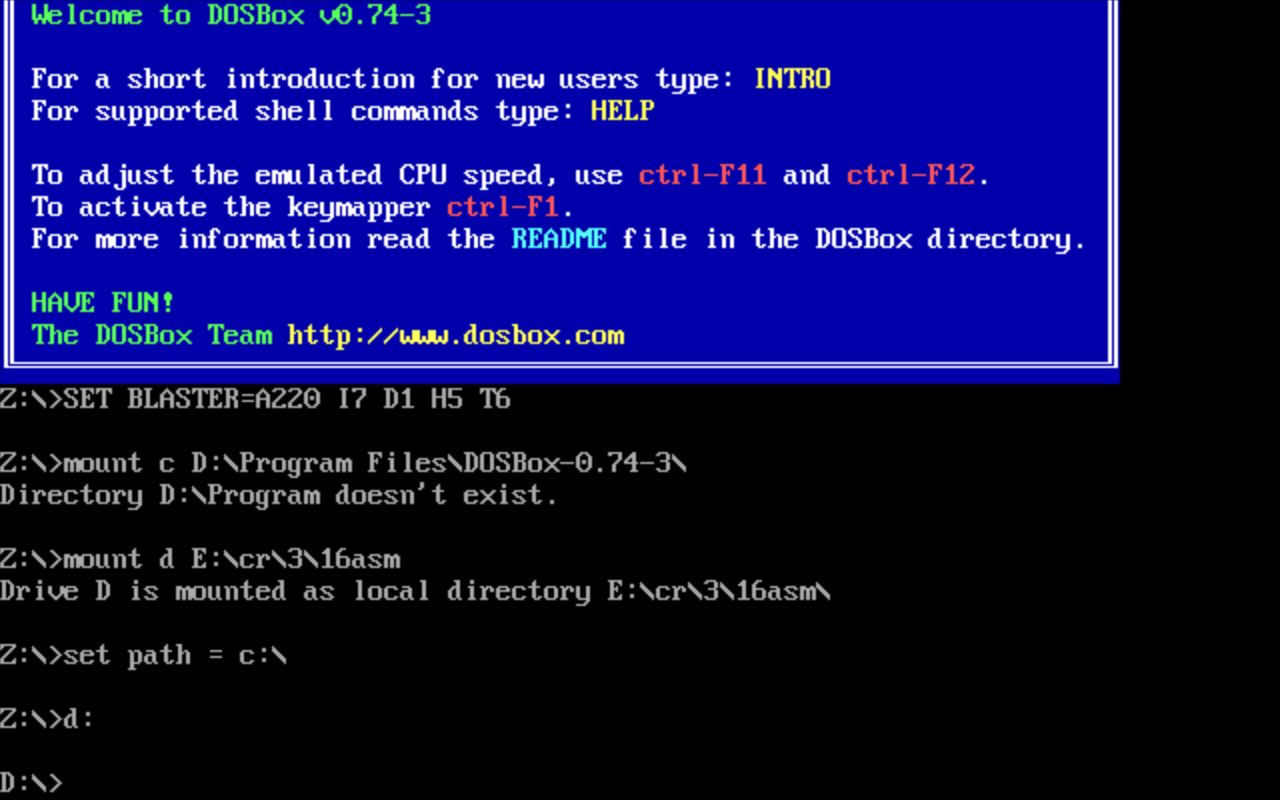 Welcome to DOSBox v0.74-3
For a short introduction for new users type: INTRO
For supported shell commands type: HELP
To adjust the emulated CPU speed, use ctrl-F11 and ctrl-F12.
To activate the keymapper ctrl-F1.
For more information read the README file in the DOSBox directory.
HAVE FUN!
The DOSBox Team http://www.dosbox.com
Z:\>SET BLASTER=A220 I7 D1 H5 T6
Z:\>mount c D:\Program Files\DOSBox-0.74-3\
Directory D:\Program doesn't exist.
Z:\>mount d E:\cr\3\16asm
Drive D is mounted as local directory E:\cr\3\16asm\
Z:\>set path = c:\
Z:\>d:
D:\>